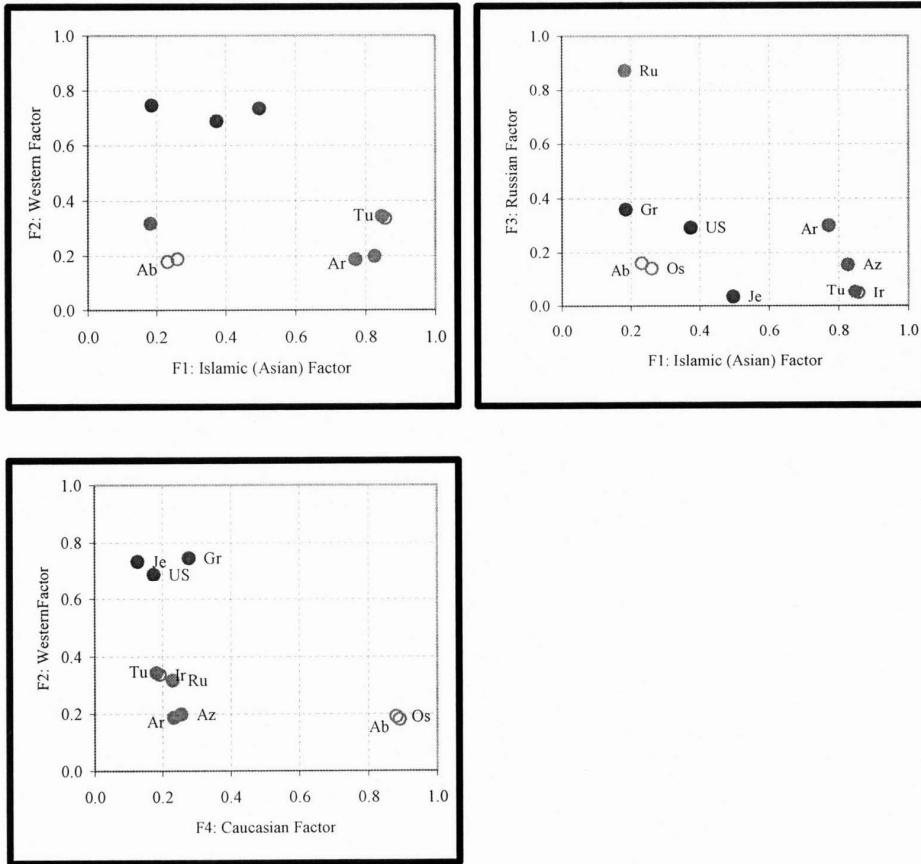 1.0
0.8
0.6
0.4
0.2
0.0
F2: Western Factor
Tu
Ab
Ar
0.0 0.2 0.4 0.6 0.8 1.0
F1: Islamic (Asian) Factor
1.0
0.8
0.6
0.4
0.2
0.0
F3: Russian Factor
Ru
Gr
US
Ar
Ab
Os
Az
Je
Tu
Ir
0.0 0.2 0.4 0.6 0.8 1.0
F1: Islamic (Asian) Factor
1.0
0.8
0.6
0.4
0.2
0.0
F2: WesternFactor
Je
Gr
US
Tu
Ir
Ru
Ar
Az
Ab
Os
0.0 0.2 0.4 0.6 0.8 1.0
F4: Caucasian Factor